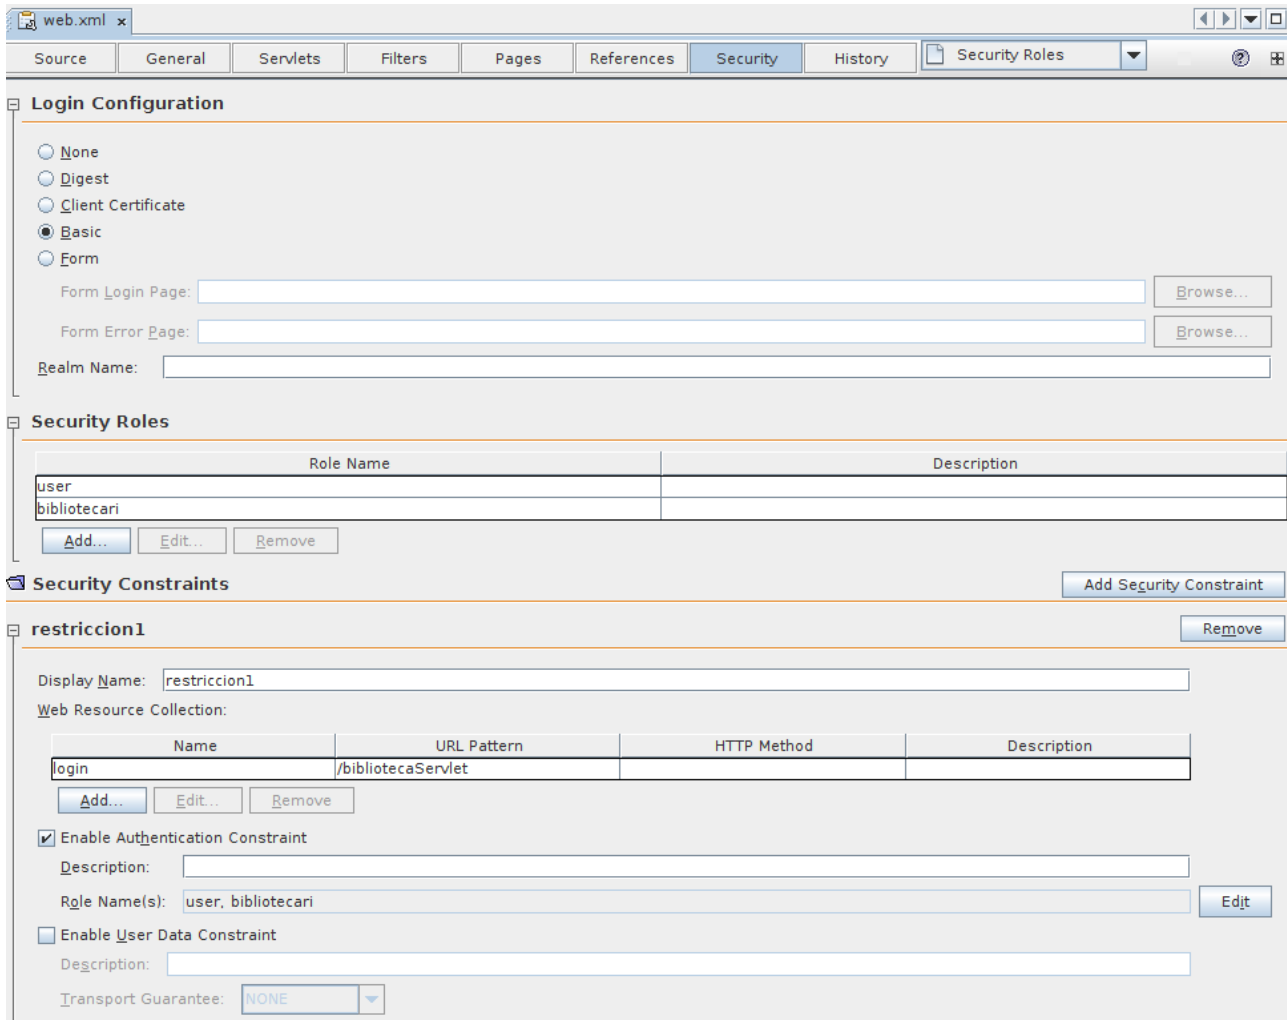 web.xml
Source General Servlets Filters Pages References Security History Security Roles
Login Configuration
None
Digest
Client Certificate
Basic
Form
Form Login Page: Browse...
Form Error Page: Browse...
Realm Name:
Security Roles
Role Name Description
user
bibliotecari
Add... Edit... Remove
Security Constraints Add Security Constraint
restriccion1 Remove
Display Name: restriccion1
Web Resource Collection:
Name URL Pattern HTTP Method Description
login /bibliotecaServlet
Add... Edit... Remove
Enable Authentication Constraint
Description:
Role Name(s): user, bibliotecari Edit
Enable User Data Constraint
Description:
Transport Guarantee: NONE